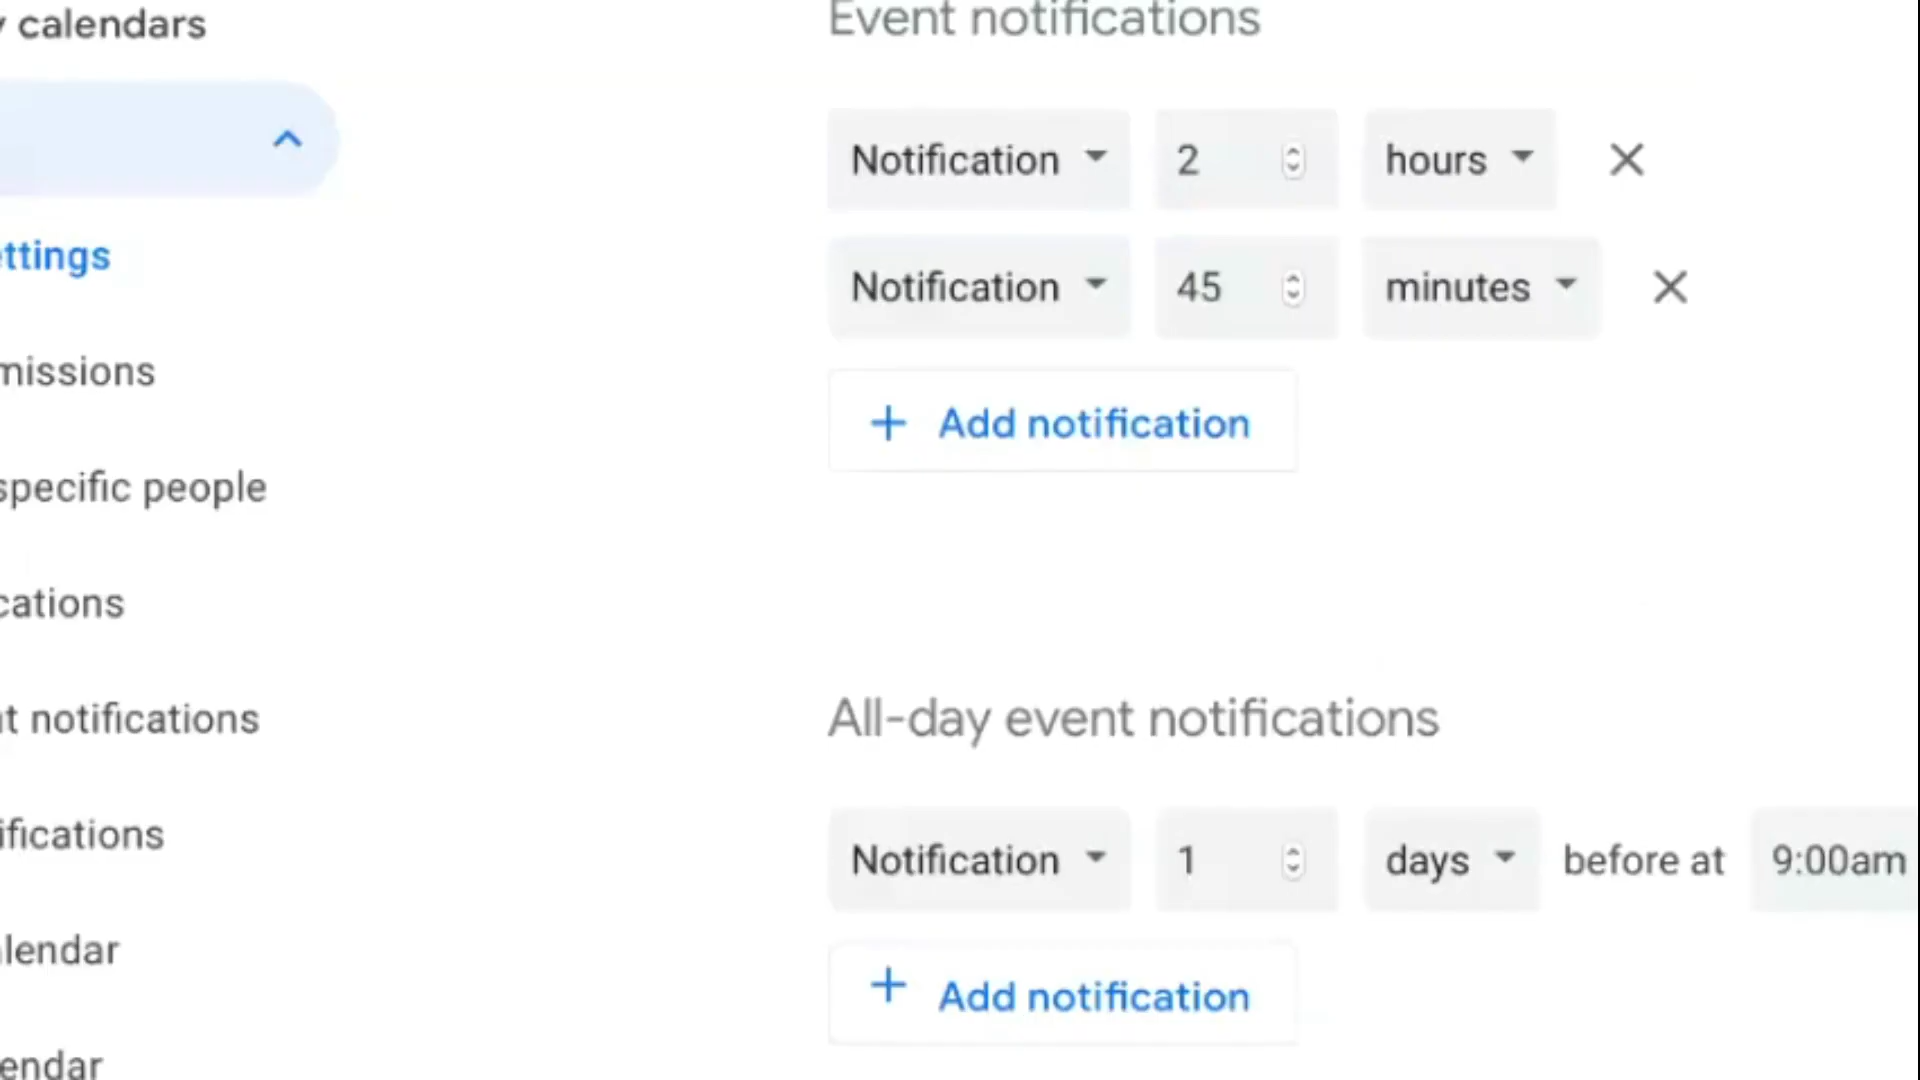 calendars
ttings
missions
specific people
cations
t notifications
ifications
lendar
endar
Event notifications
Notification 2 hours
Notification 45 minutes
+ Add notification
All-day event notifications
Notification 1 days before at 9:00am
+ Add notification